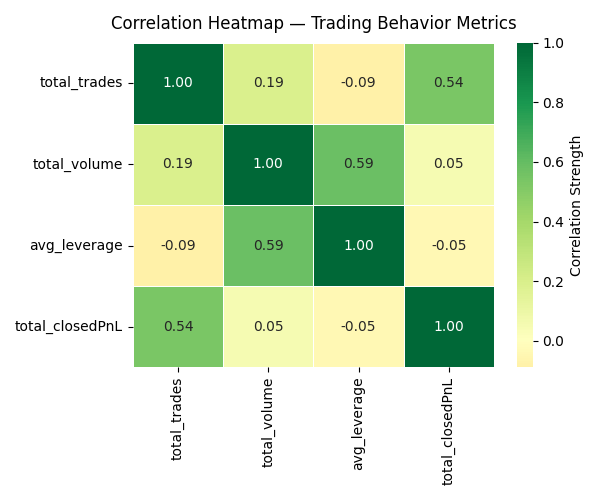 Correlation Heatmap — Trading Behavior Metrics
total_trades 1.00 0.19 -0.09 0.54
total_volume 0.19 1.00 0.59 0.05
avg_leverage -0.09 0.59 1.00 -0.05
total_closedPnL 0.54 0.05 -0.05 1.00
total_trades
total_volume
avg_leverage
total_closedPnL
1.0
0.8
0.6
0.4
0.2
0.0
Correlation Strength